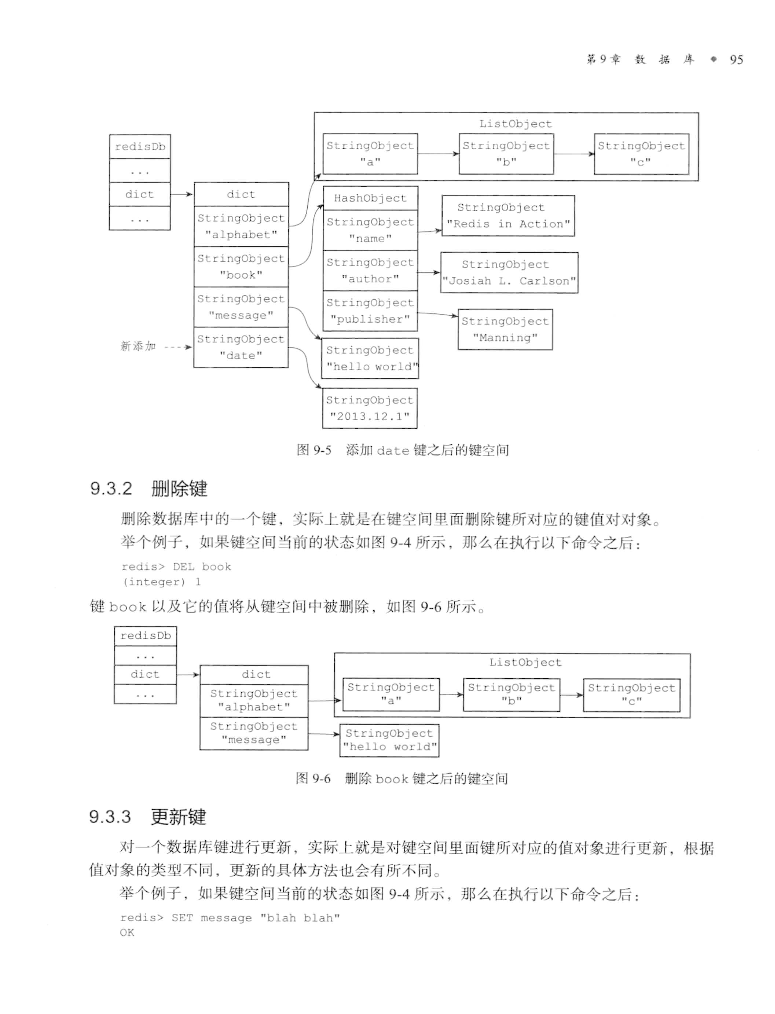 第9章 数 据 库 • 95
ListObject
redisDb
StringObject
"a"
StringObject
"b"
StringObject
"c"
...
dict
dict
HashObject
...
StringObject
"alphabet"
StringObject
"name"
StringObject
"Redis in Action"
StringObject
"book"
StringObject
"author"
StringObject
"Josiah L. Carlson"
StringObject
"message"
StringObject
"publisher"
StringObject
"Manning"
新添加
StringObject
"date"
StringObject
"hello world"
StringObject
"2013.12.1"
图 9-5 添加 date 键之后的键空间
9.3.2 删除键
删除数据库中的一个键，实际上就是在键空间里面删除键所对应的键值对对象。
举个例子，如果键空间当前的状态如图 9-4 所示，那么在执行以下命令之后：
redis> DEL book
(integer) 1
键 book 以及它的值将从键空间中被删除，如图 9-6 所示。
redisDb
...
dict
...
dict
StringObject
"alphabet"
StringObject
"message"
ListObject
StringObject
"a"
StringObject
"b"
StringObject
"c"
StringObject
"hello world"
图 9-6 删除 book 键之后的键空间
9.3.3 更新键
对一个数据库键进行更新，实际上就是对键空间里面键所对应的值对象进行更新，根据
值对象的类型不同，更新的具体方法也会有所不同。
举个例子，如果键空间当前的状态如图 9-4 所示，那么在执行以下命令之后：
redis> SET message "blah blah"
OK